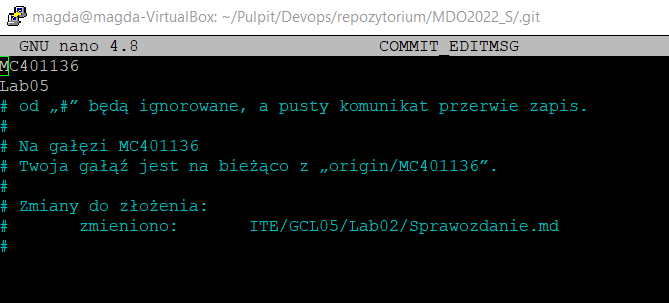 magda@magda-VirtualBox: ~/Pulpit/Devops/repozytorium/MDO2022_S/.git
GNU nano 4.8 COMMIT_EDITMSG
MC401136
Lab05
# od „#” będą ignorowane, a pusty komunikat przerwie zapis.
#
# Na gałęzi MC401136
# Twoja gałąź jest na bieżąco z „origin/MC401136”.
#
# Zmiany do złożenia:
# zmieniono: ITE/GCL05/Lab02/Sprawozdanie.md
#